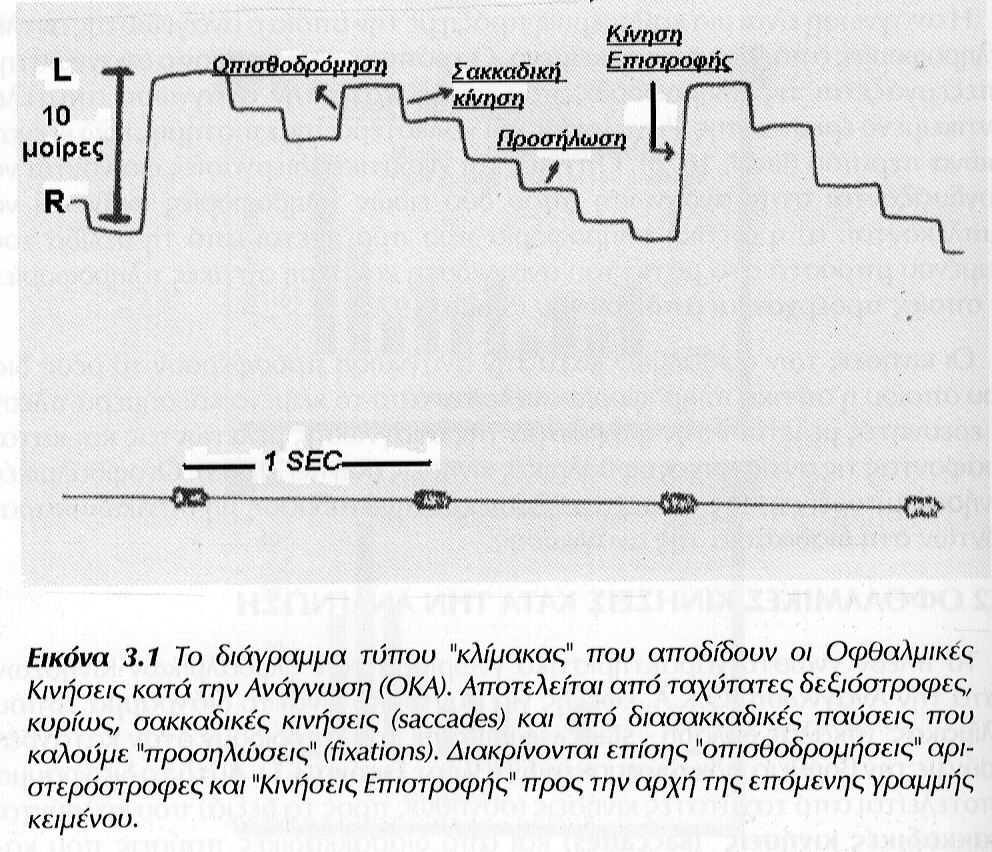 L
10
μοίρες
R
Οπισθοδρόμηση
Σακκαδική
κίνηση
Προσήλωση
Κίνηση
Επιστροφής
1 SEC
Εικόνα 3.1 Το διάγραμμα τύπου "κλίμακας" που αποδίδουν οι Οφθαλμικές
Κινήσεις κατά την Ανάγνωση (ΟΚΑ). Αποτελείται από ταχύτατες δεξιόστροφες,
κυρίως, σακκαδικές κινήσεις (saccades) και από διασακκαδικές παύσεις που
καλούμε "προσηλώσεις" (fixations). Διακρίνονται επίσης "οπισθοδρομήσεις" αρι-
στερόστροφες και "Κινήσεις Επιστροφής" προς την αρχή της επόμενης γραμμής
κειμένου.